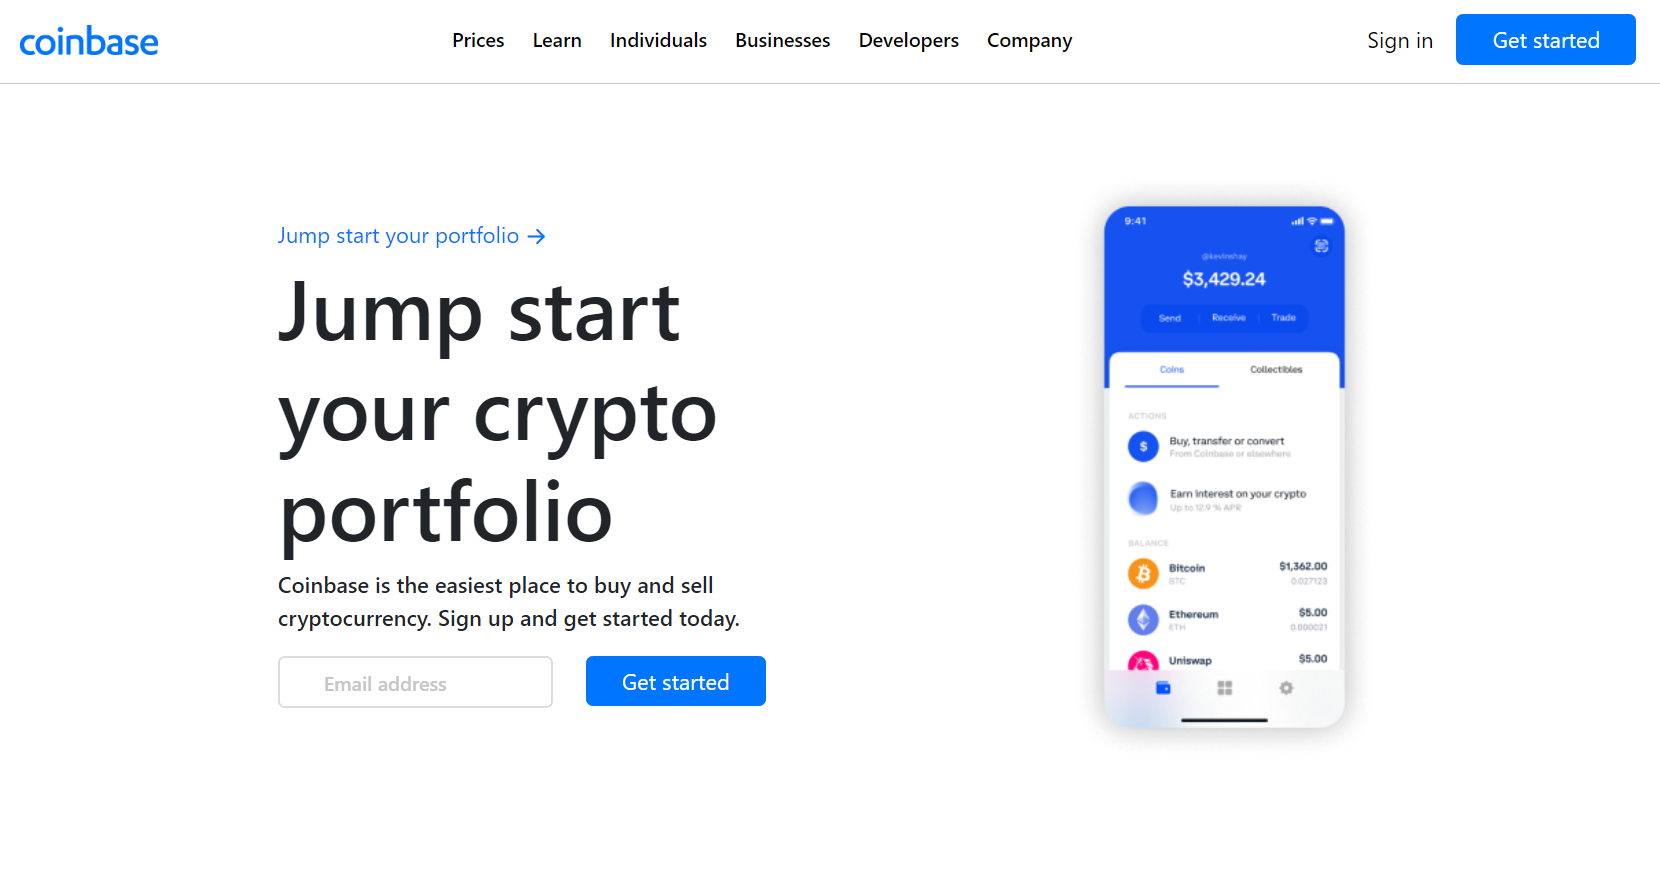 coinbase
Prices Learn Individuals Businesses Developers Company
Sign in Get started
Jump start your portfolio →
Jump start
your crypto
portfolio
Coinbase is the easiest place to buy and sell
cryptocurrency. Sign up and get started today.
Email address Get started
9:41
@kevinshay
$3,429.24
Send Receive Trade
Coins Collectibles
ACTIONS
$
Buy, transfer or convert
From Coinbase or elsewhere
Earn interest on your crypto
Up to 12.9 % APR
BALANCE
Bitcoin $1,362.00
BTC 0.027123
Ethereum $5.00
ETH 0.000021
Uniswap $5.00